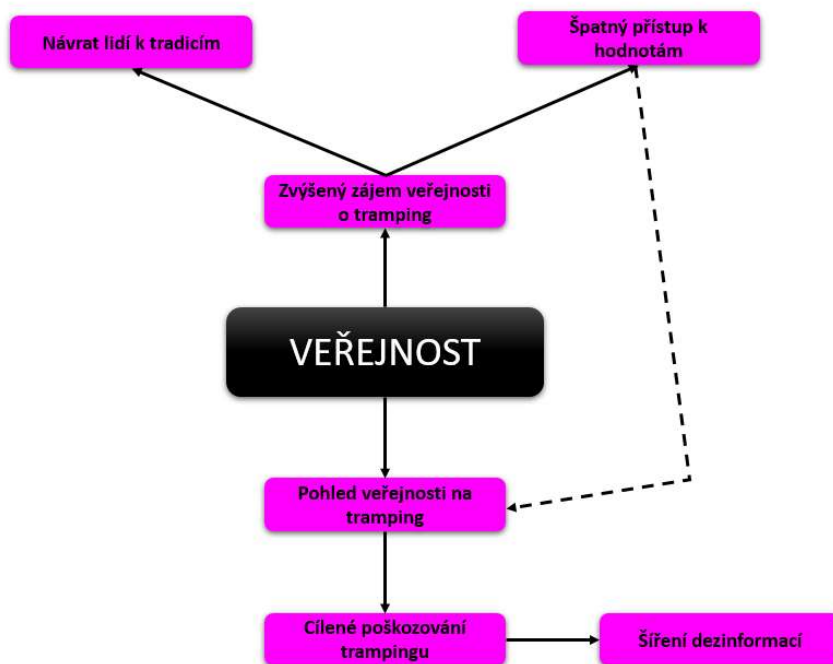 Návrat lidí k tradicím
Špatný přístup k
hodnotám
Zvýšený zájem veřejnosti
o tramping
VEŘEJNOST
Pohled veřejnosti na
tramping
Cílené poškozování
trampingu
Šíření dezinformací